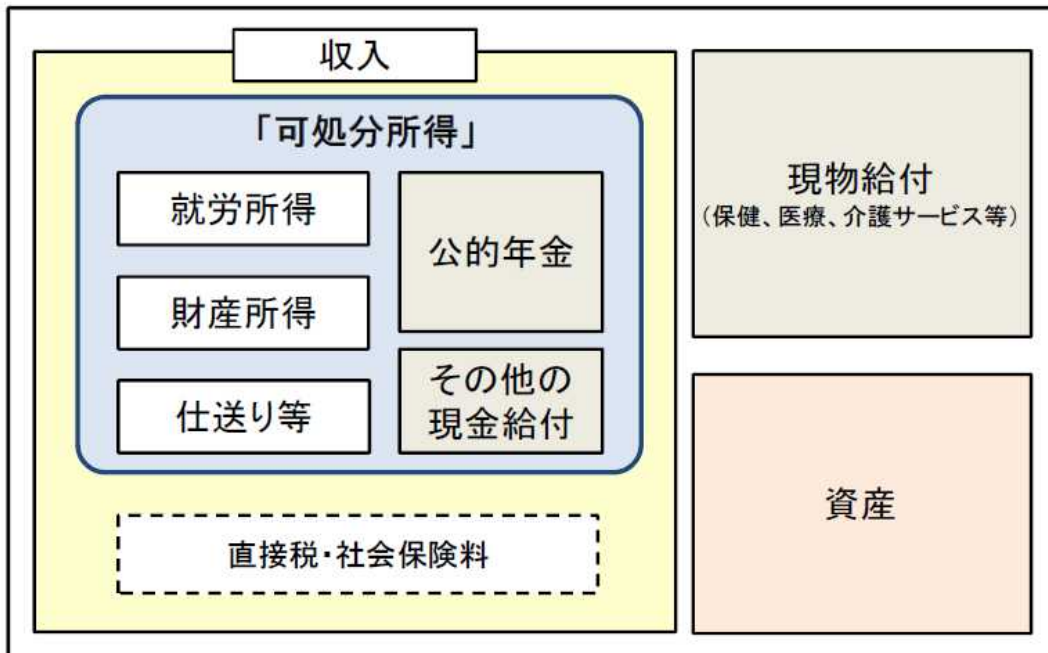 収入
「可処分所得」
就労所得
財産所得
仕送り等
公的年金
その他の
現金給付
直接税・社会保険料
現物給付
（保健、医療、介護サービス等）
資産